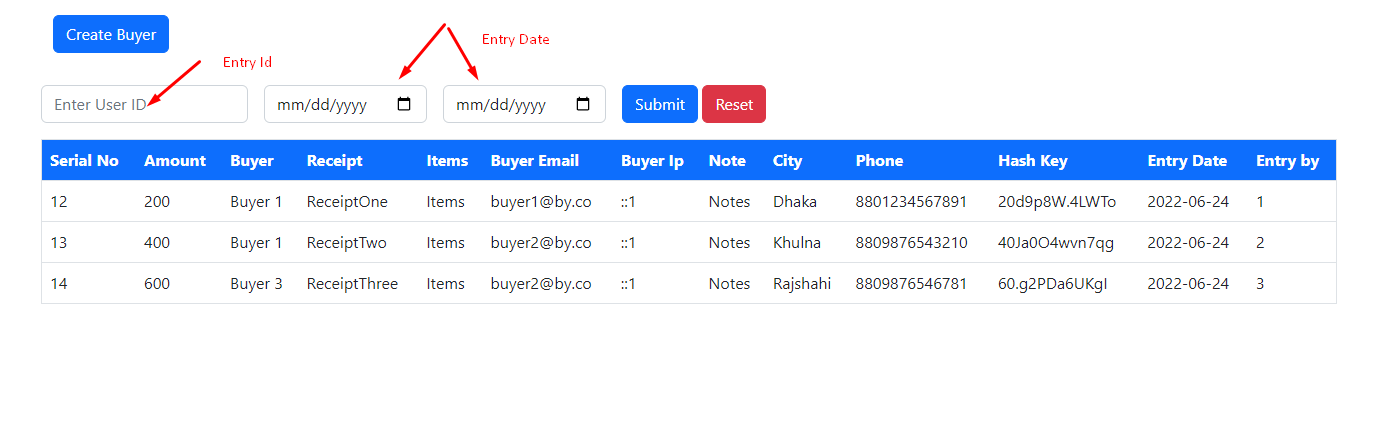 Create Buyer
Entry Date
Entry Id
Enter User ID mm/dd/yyyy mm/dd/yyyy Submit Reset
Serial No Amount Buyer Receipt Items Buyer Email Buyer Ip Note City Phone Hash Key Entry Date Entry by
12 200 Buyer 1 ReceiptOne Items buyer1@by.co ::1 Notes Dhaka 8801234567891 20d9p8W.4LWTo 2022-06-24 1
13 400 Buyer 1 ReceiptTwo Items buyer2@by.co ::1 Notes Khulna 8809876543210 40Ja0O4wvn7qg 2022-06-24 2
14 600 Buyer 3 ReceiptThree Items buyer2@by.co ::1 Notes Rajshahi 8809876546781 60.g2PDa6UKgI 2022-06-24 3